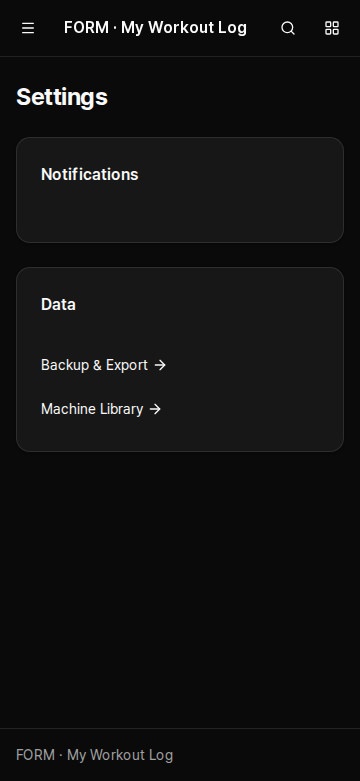 FORM · My Workout Log
Settings
Notifications
Data
Backup & Export →
Machine Library →
FORM · My Workout Log